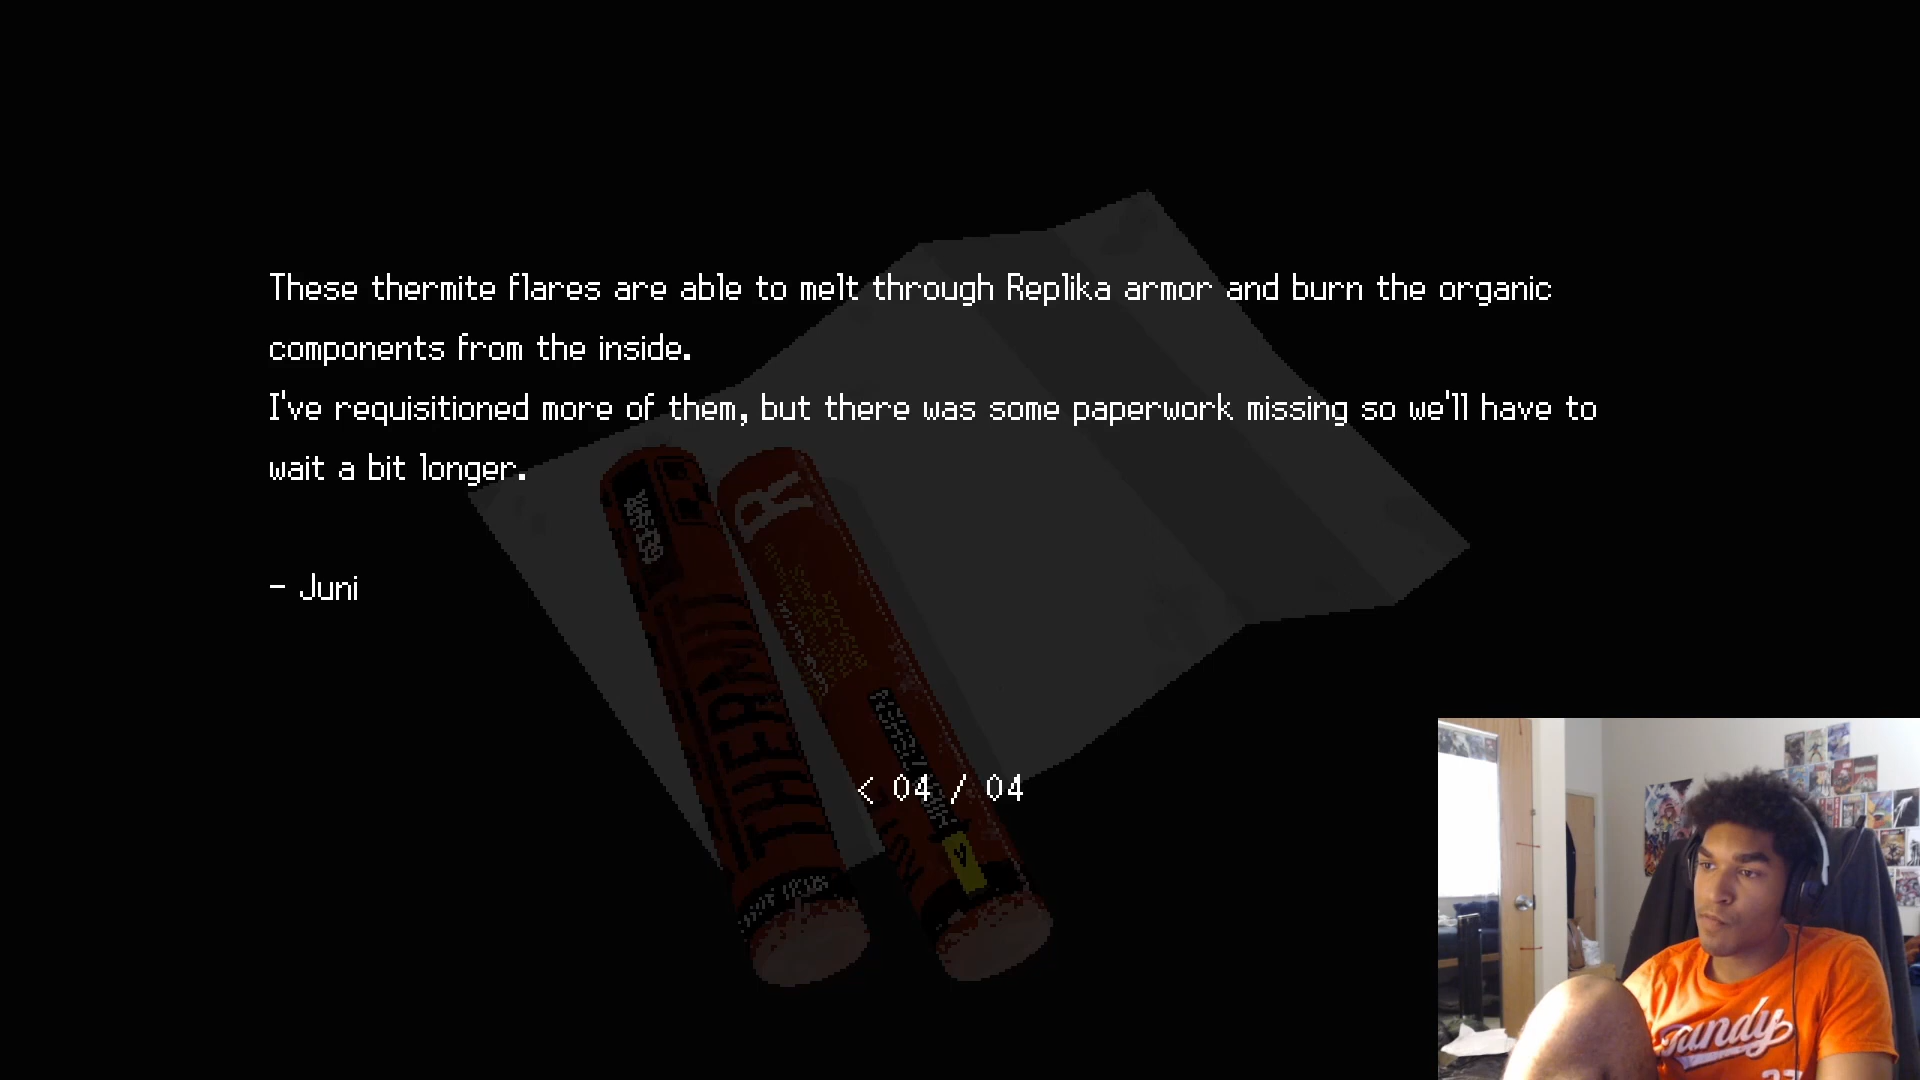 These thermite flares are able to melt through Replika armor and burn the organic
components from the inside.
I've requisitioned more of them, but there was some paperwork missing so we'll have to
wait a bit longer.
- Juni
THERMIT
< 04 / 04
Tandy